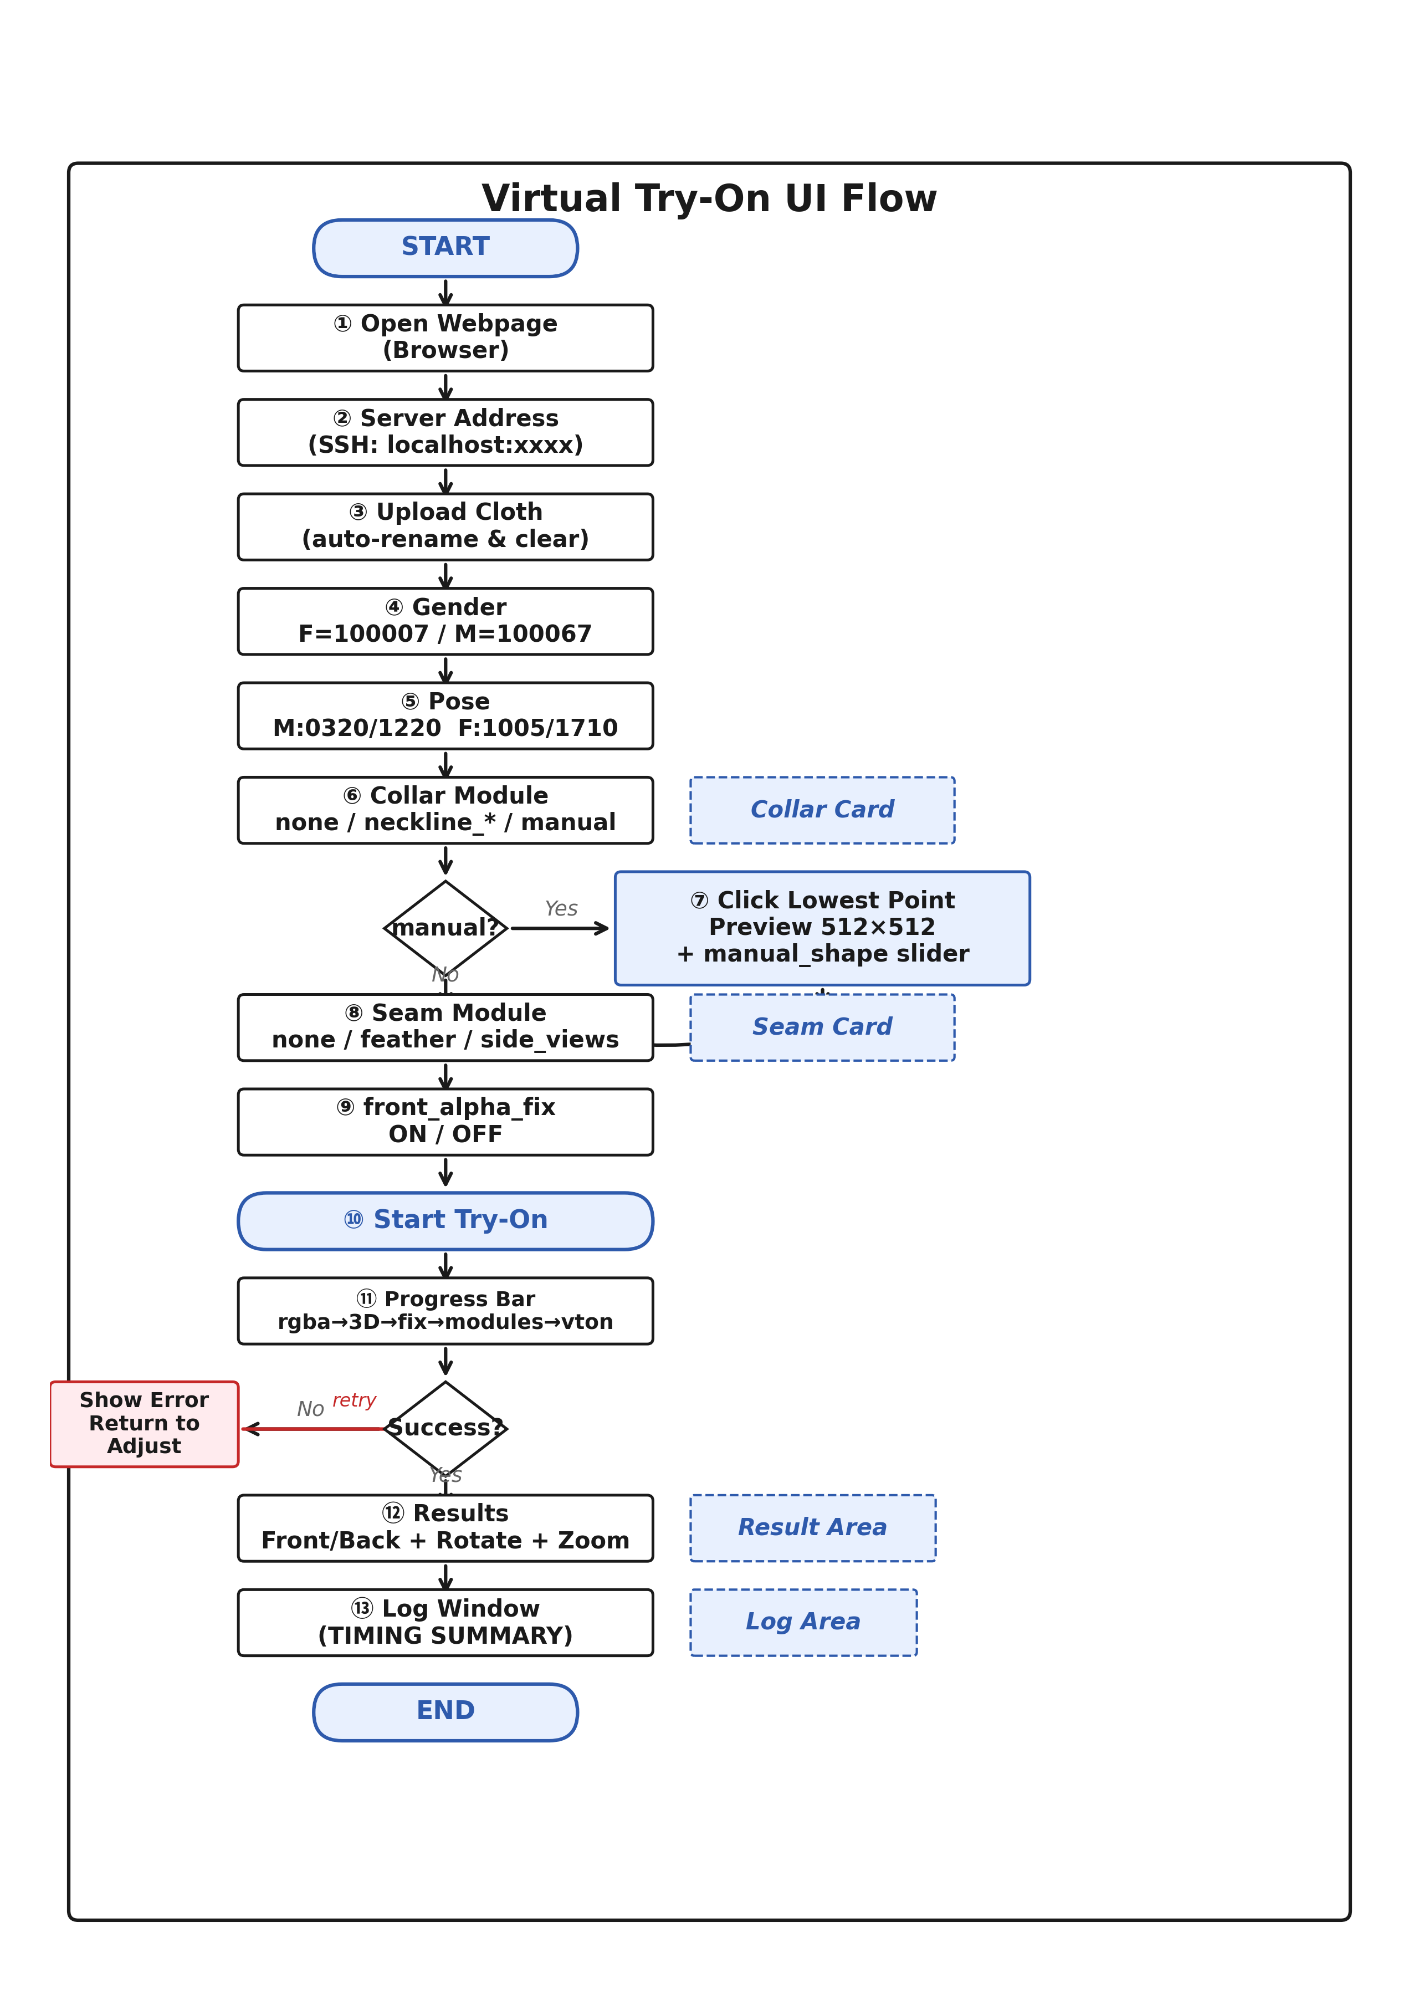 Virtual Try-On UI Flow
START
① Open Webpage
(Browser)
② Server Address
(SSH: localhost:xxxx)
③ Upload Cloth
(auto-rename & clear)
④ Gender
F=100007 / M=100067
⑤ Pose
M:0320/1220  F:1005/1710
⑥ Collar Module
none / neckline_* / manual
Collar Card
manual?
Yes
⑦ Click Lowest Point
Preview 512×512
+ manual_shape slider
No
⑧ Seam Module
none / feather / side_views
Seam Card
⑨ front_alpha_fix
ON / OFF
⑩ Start Try-On
⑪ Progress Bar
rgba→3D→fix→modules→vton
Show Error
Return to
Adjust
No
retry
Success?
Yes
⑫ Results
Front/Back + Rotate + Zoom
Result Area
⑬ Log Window
(TIMING SUMMARY)
Log Area
END